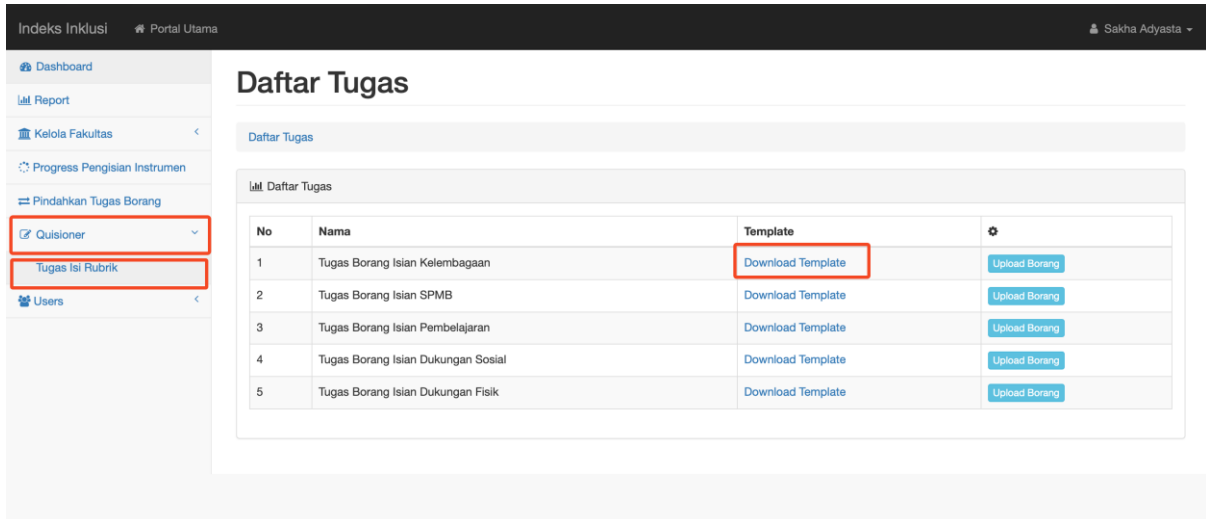 Indeks Inklusi Portal Utama Sakha Adyasta
Dashboard
Report
Kelola Fakultas
Progress Pengisian Instrumen
Pindahkan Tugas Borang
Quisioner
Tugas Isi Rubrik
Users
Daftar Tugas
Daftar Tugas
Daftar Tugas
No Nama Template
1 Tugas Borang Isian Kelembagaan Download Template Upload Borang
2 Tugas Borang Isian SPMB Download Template Upload Borang
3 Tugas Borang Isian Pembelajaran Download Template Upload Borang
4 Tugas Borang Isian Dukungan Sosial Download Template Upload Borang
5 Tugas Borang Isian Dukungan Fisik Download Template Upload Borang